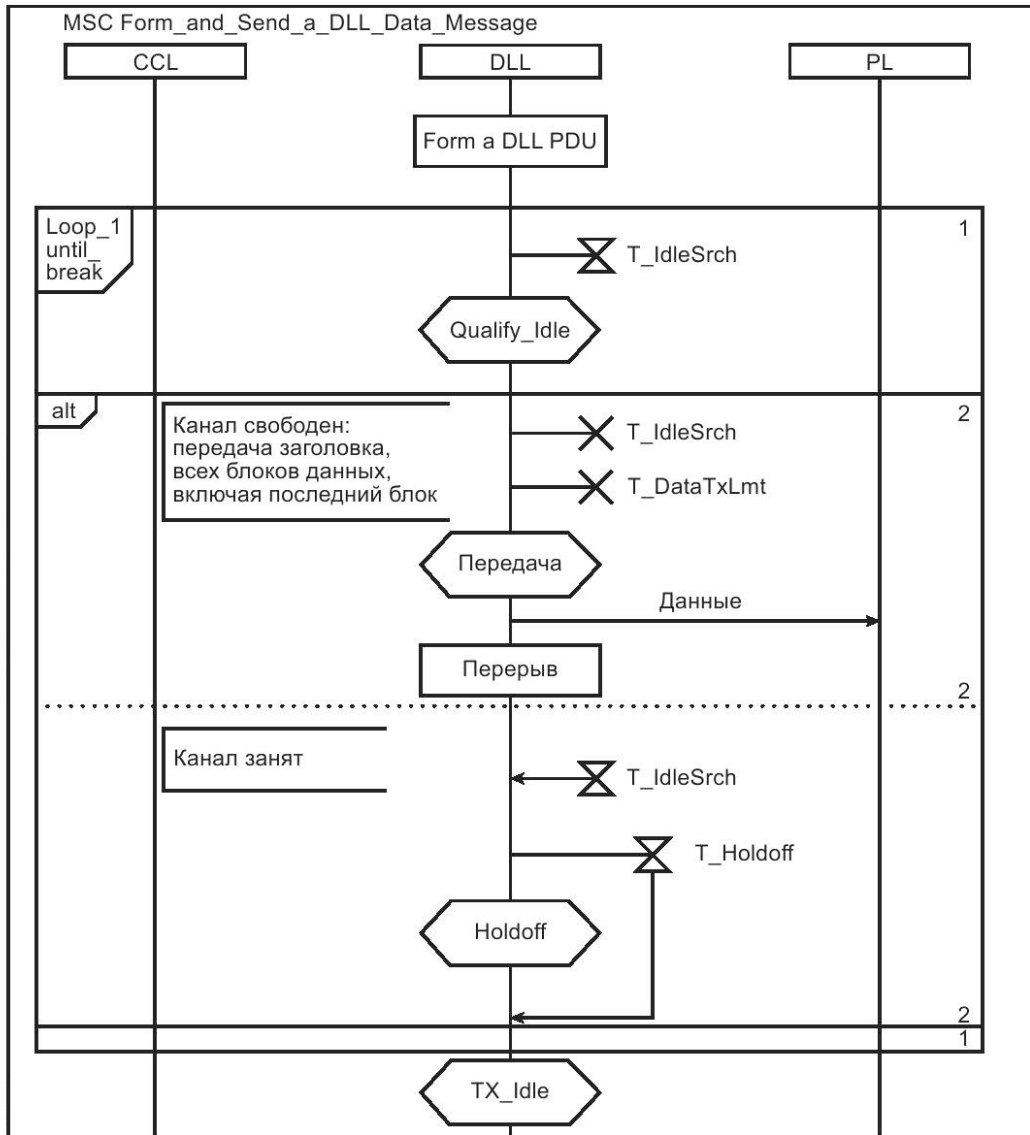 MSC Form_and_Send_a_DLL_Data_Message
CCL
DLL
PL
Form a DLL PDU
Loop_1
until_
break
1
T_IdleSrch
Qualify_Idle
alt
2
Канал свободен:
передача заголовка,
всех блоков данных,
включая последний блок
T_IdleSrch
T_DataTxLmt
Передача
Данные
Перерыв
2
Канал занят
T_IdleSrch
T_Holdoff
Holdoff
2
1
TX_Idle